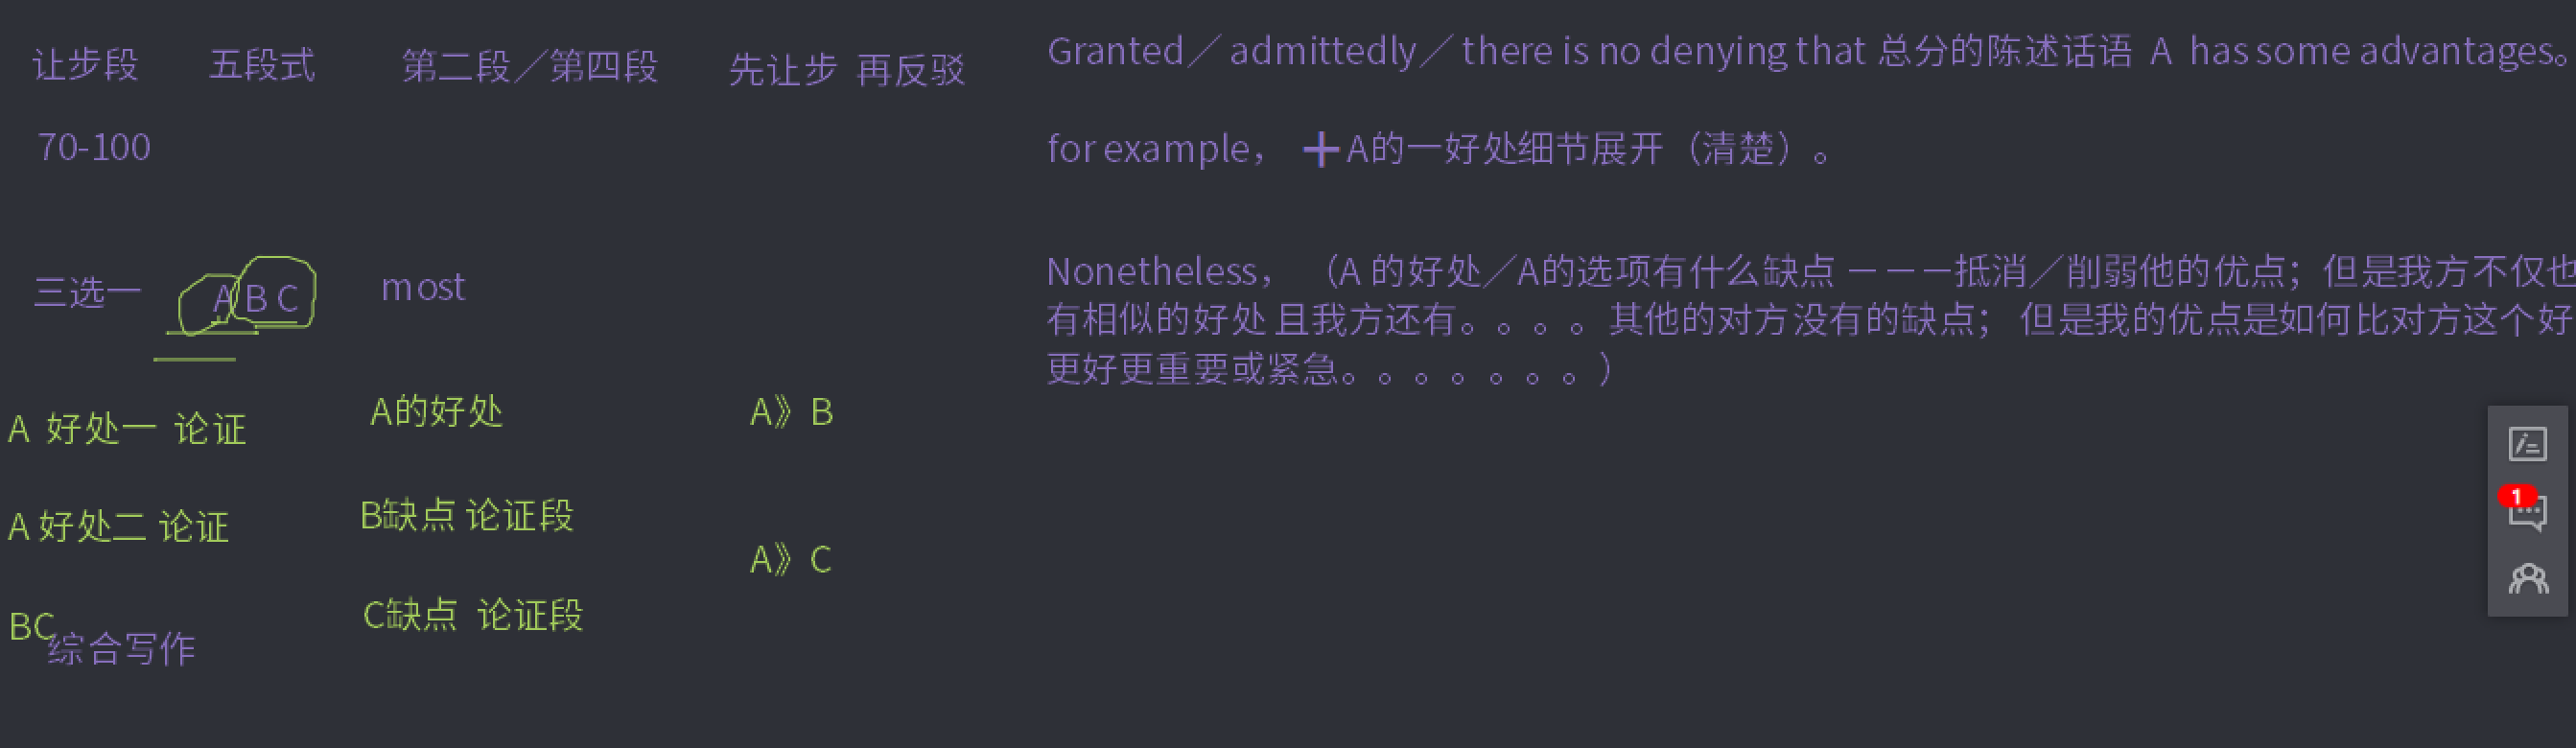 让步段 五段式 第二段／第四段 先让步 再反驳
70-100
Granted／ admittedly／ there is no denying that 总分的陈述话语 A has some advantages。
for example， ＋A的一好处细节展开（清楚）。
Nonetheless， （A 的好处／A的选项有什么缺点 －－－抵消／削弱他的优点；但是我方不仅也
有相似的好处 且我方还有。。。。其他的对方没有的缺点； 但是我的优点是如何比对方这个好
更好更重要或紧急。。。。。。。）
三选一 A B C most
A 好处一 论证
A 好处二 论证
BC
综合写作
A的好处
B缺点 论证段
C缺点 论证段
A》B
A》C
1